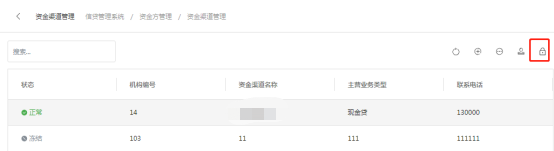 资金渠道管理 信贷管理系统 / 资金方管理 / 资金渠道管理
搜索...
状态 机构编号 资金渠道名称 主营业务类型 联系电话
正常 14 现金贷 130000
冻结 103 11 111 111111